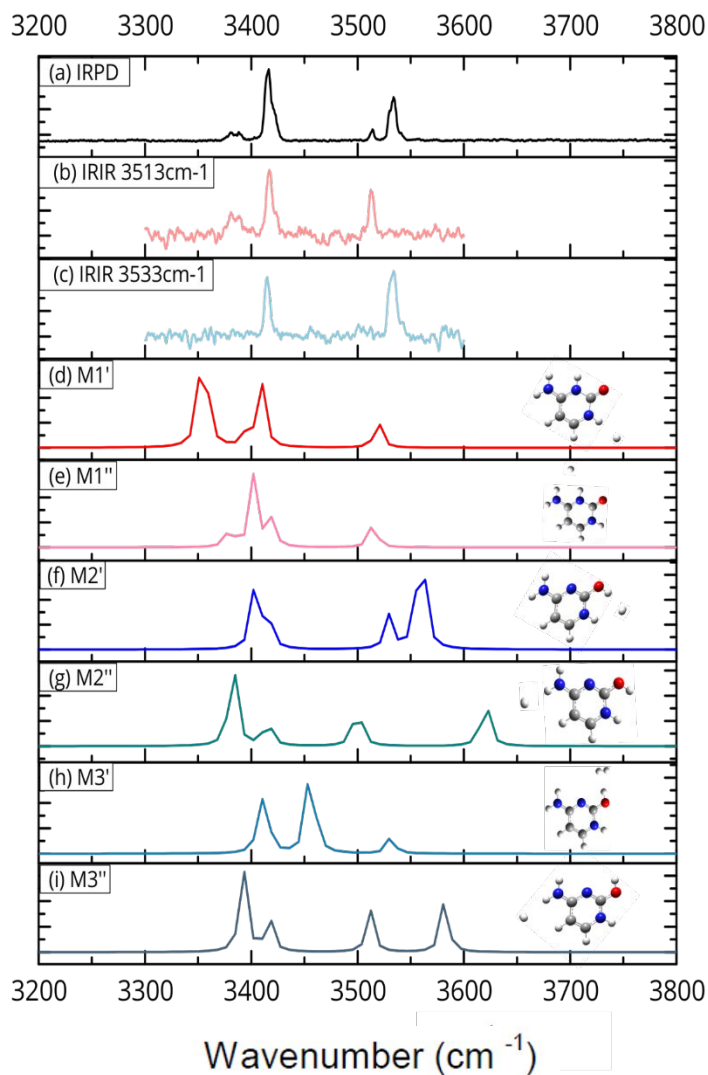 3200 3300 3400 3500 3600 3700 3800
(a) IRPD
(b) IRIR 3513cm-1
(c) IRIR 3533cm-1
(d) M1'
(e) M1''
(f) M2'
(g) M2''
(h) M3'
(i) M3''
3200 3300 3400 3500 3600 3700 3800
Wavenumber (cm ⁻¹)